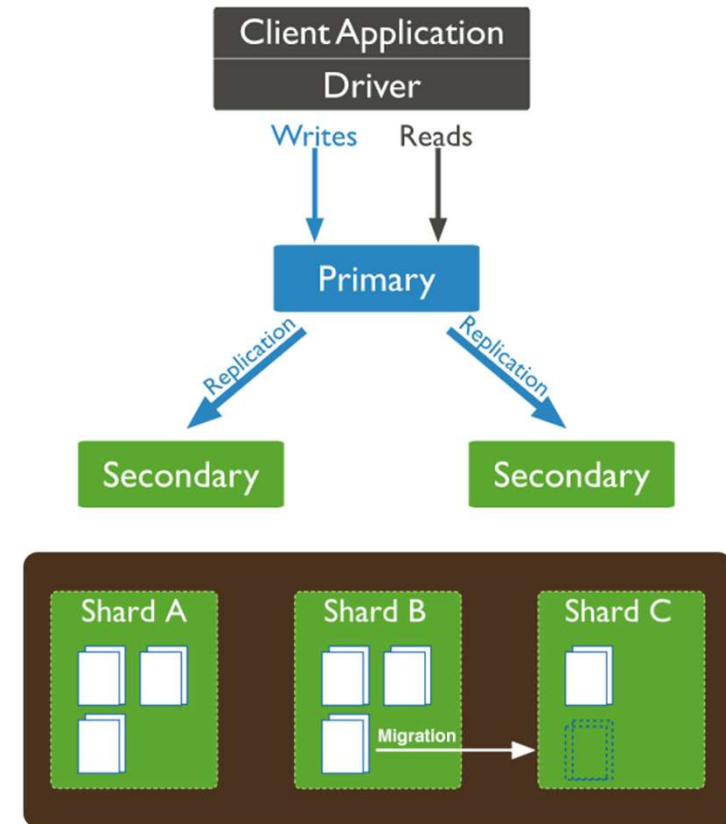 Client Application
Driver
Writes Reads
Primary
Replication Replication
Secondary Secondary
Shard A Shard B Shard C
Migration